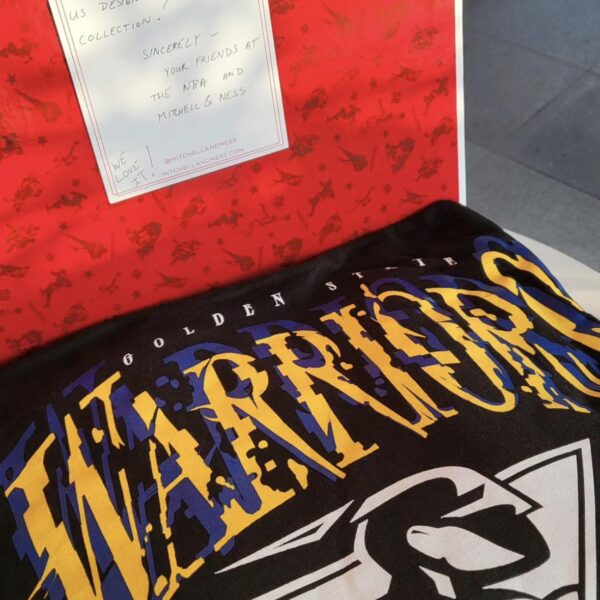 US DESIGN
COLLECTION!
SINCERELY -
YOUR FRIENDS AT
THE NBA AND
MITCHELL & NESS
WE
LOVE
IT!
@MITCHELLANDNESS
MITCHELLANDNESS.COM
GOLDEN STATE
WARRIORS